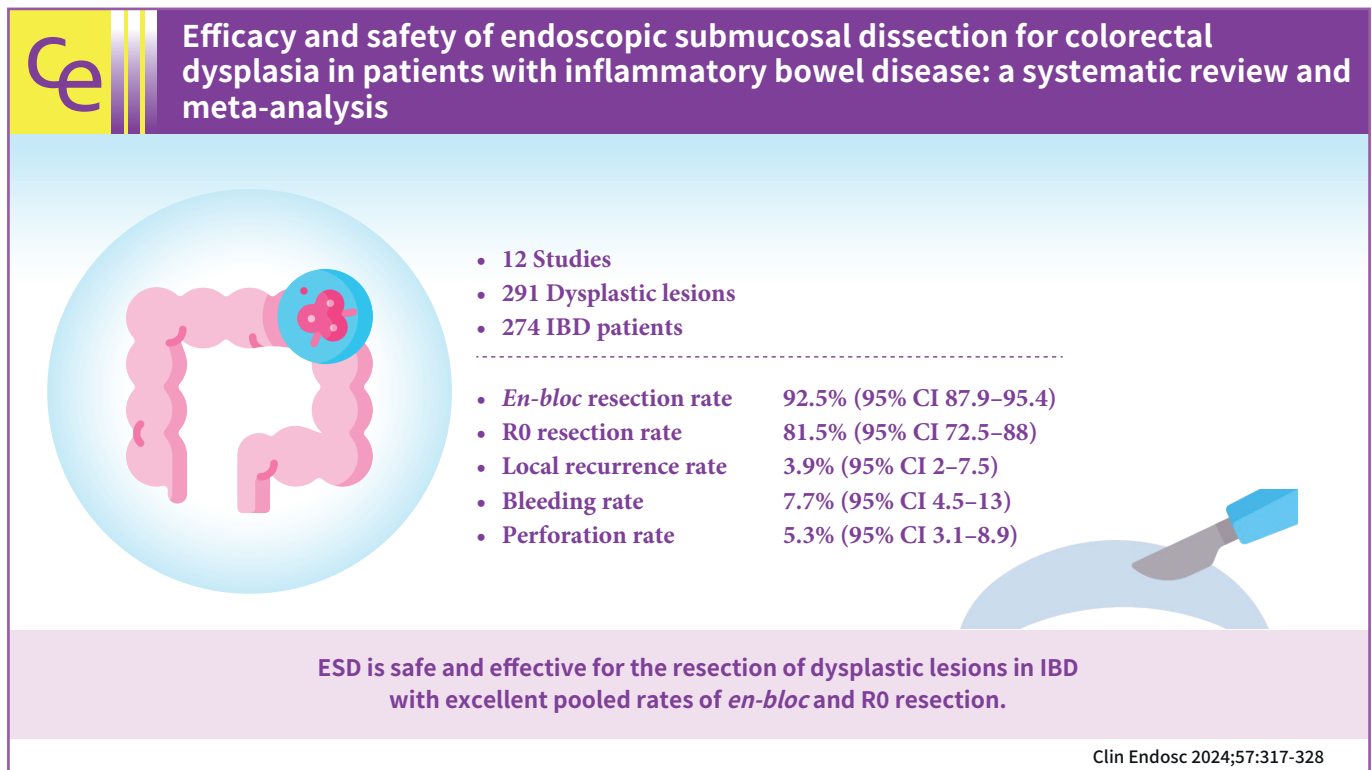 Ce
Efficacy and safety of endoscopic submucosal dissection for colorectal
dysplasia in patients with inflammatory bowel disease: a systematic review and
meta-analysis
• 12 Studies
• 291 Dysplastic lesions
• 274 IBD patients
• En-bloc resection rate 92.5% (95% CI 87.9–95.4)
• R0 resection rate 81.5% (95% CI 72.5–88)
• Local recurrence rate 3.9% (95% CI 2–7.5)
• Bleeding rate 7.7% (95% CI 4.5–13)
• Perforation rate 5.3% (95% CI 3.1–8.9)
ESD is safe and effective for the resection of dysplastic lesions in IBD
with excellent pooled rates of en-bloc and R0 resection.
Clin Endosc 2024;57:317-328